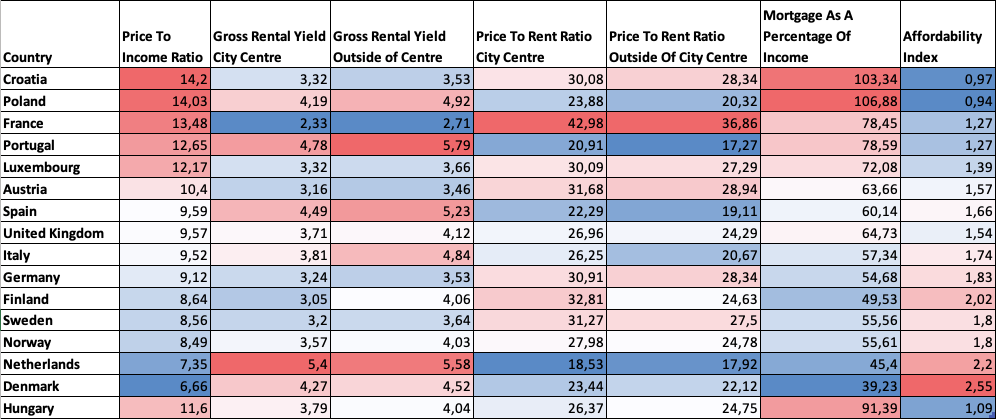 Country Price To Income Ratio Gross Rental Yield City Centre Gross Rental Yield Outside of Centre Price To Rent Ratio City Centre Price To Rent Ratio Outside Of City Centre Mortgage As A Percentage Of Income Affordability Index
Croatia 14,2 3,32 3,53 30,08 28,34 103,34 0,97
Poland 14,03 4,19 4,92 23,88 20,32 106,88 0,94
France 13,48 2,33 2,71 42,98 36,86 78,45 1,27
Portugal 12,65 4,78 5,79 20,91 17,27 78,59 1,27
Luxembourg 12,17 3,32 3,66 30,09 27,29 72,08 1,39
Austria 10,4 3,16 3,46 31,68 28,94 63,66 1,57
Spain 9,59 4,49 5,23 22,29 19,11 60,14 1,66
United Kingdom 9,57 3,71 4,12 26,96 24,29 64,73 1,54
Italy 9,52 3,81 4,84 26,25 20,67 57,34 1,74
Germany 9,12 3,24 3,53 30,91 28,34 54,68 1,83
Finland 8,64 3,05 4,06 32,81 24,63 49,53 2,02
Sweden 8,56 3,2 3,64 31,27 27,5 55,56 1,8
Norway 8,49 3,57 4,03 27,98 24,78 55,61 1,8
Netherlands 7,35 5,4 5,58 18,53 17,92 45,4 2,2
Denmark 6,66 4,27 4,52 23,44 22,12 39,23 2,55
Hungary 11,6 3,79 4,04 26,37 24,75 91,39 1,09